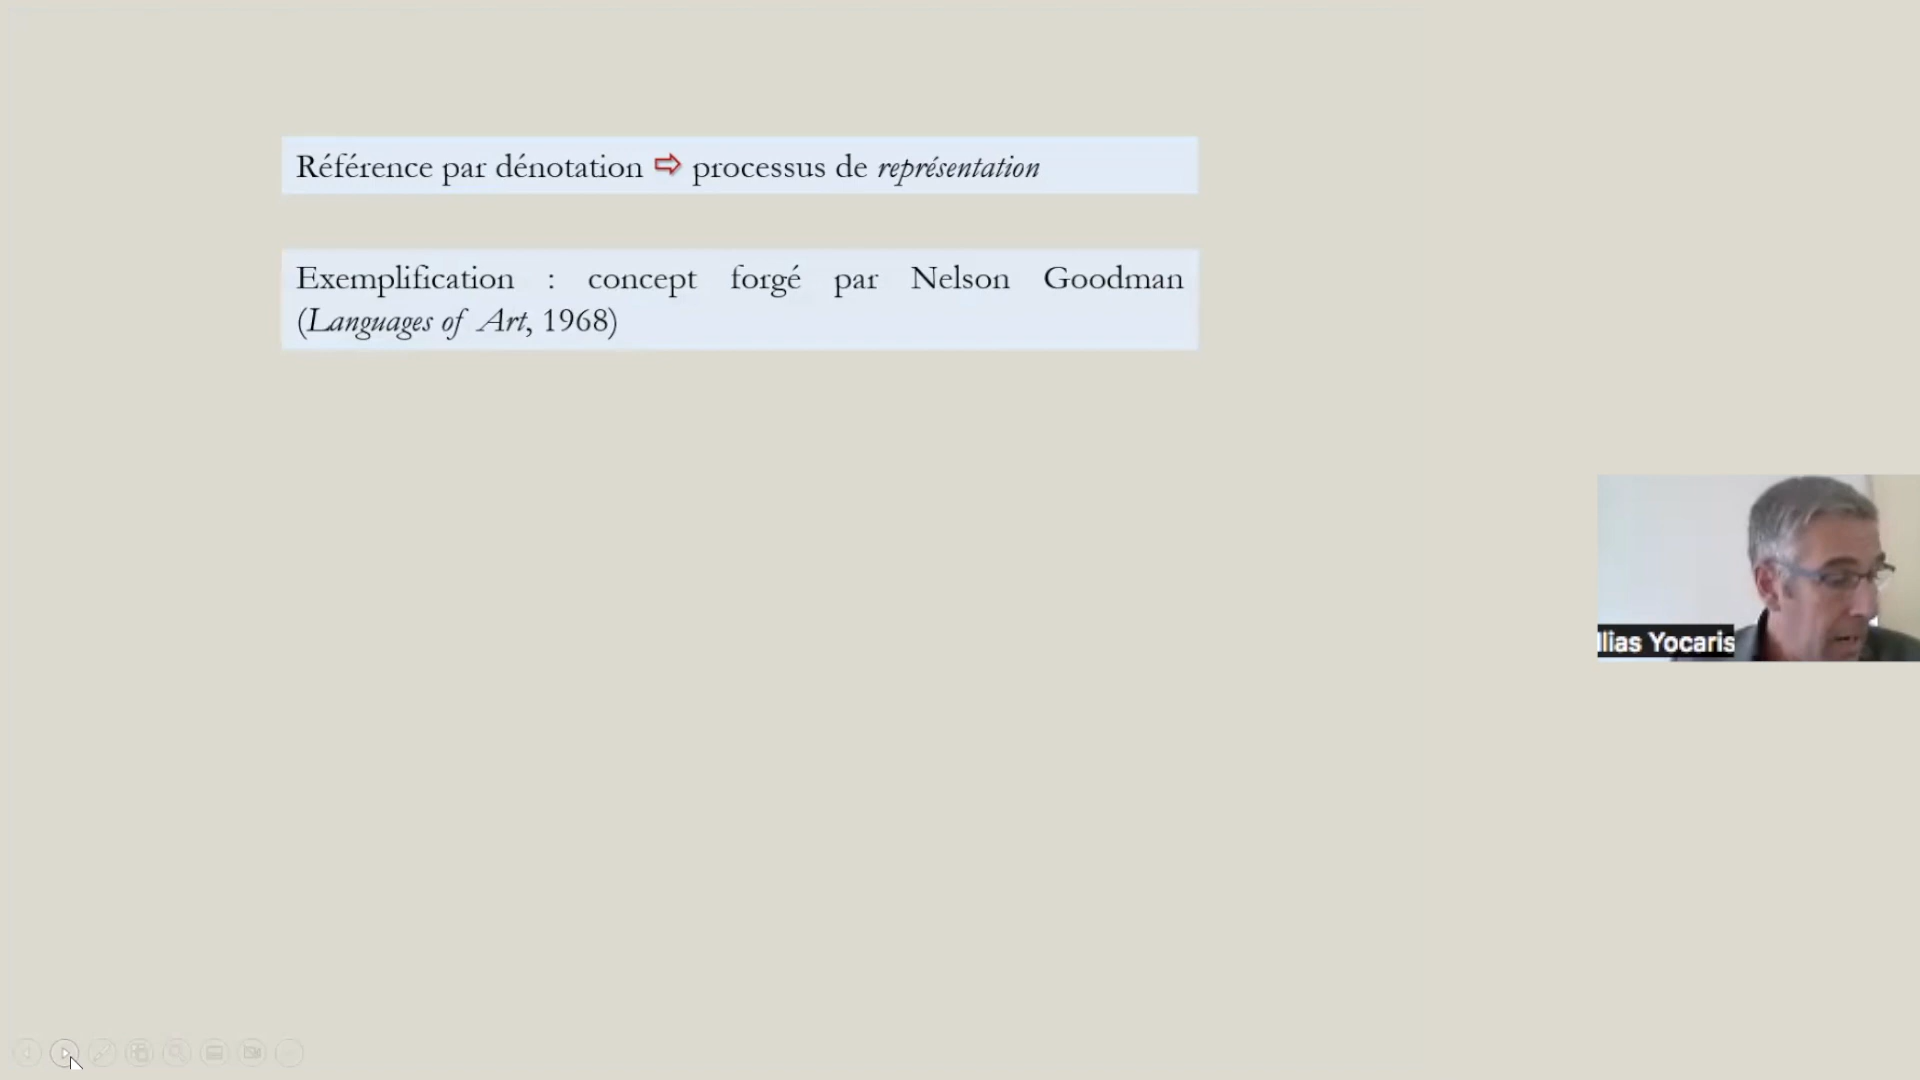 Référence par dénotation ⇨ processus de représentation
Exemplification : concept forgé par Nelson Goodman
(Languages of Art, 1968)
Ilias Yocaris